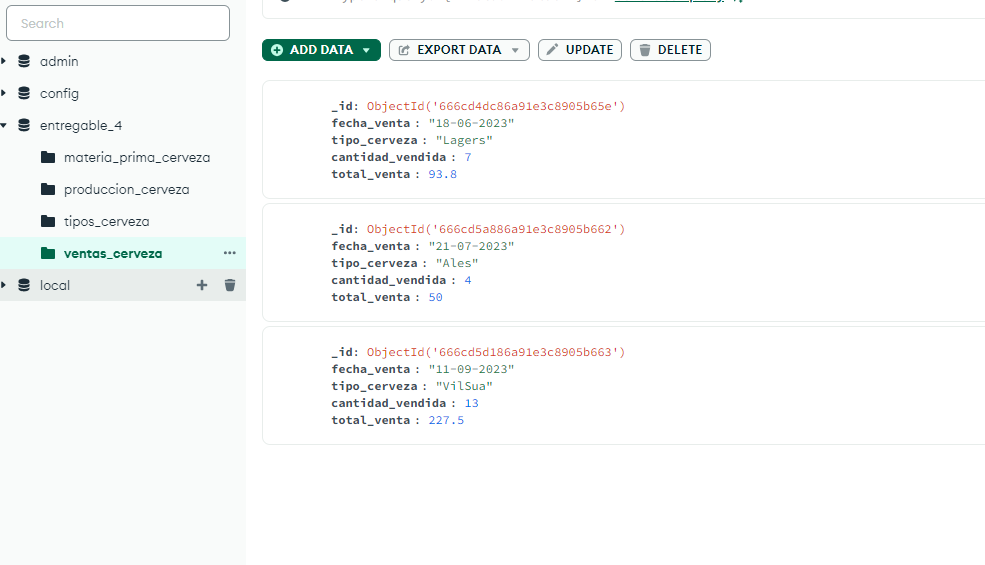 Search
admin
config
entregable_4
materia_prima_cerveza
produccion_cerveza
tipos_cerveza
ventas_cerveza
local
ADD DATA
EXPORT DATA
UPDATE
DELETE
_id: ObjectId('666cd4dc86a91e3c8905b65e')
fecha_venta : "18-06-2023"
tipo_cerveza : "Lagers"
cantidad_vendida : 7
total_venta : 93.8
_id: ObjectId('666cd5a886a91e3c8905b662')
fecha_venta : "21-07-2023"
tipo_cerveza : "Ales"
cantidad_vendida : 4
total_venta : 50
_id: ObjectId('666cd5d186a91e3c8905b663')
fecha_venta : "11-09-2023"
tipo_cerveza : "VilSua"
cantidad_vendida : 13
total_venta : 227.5